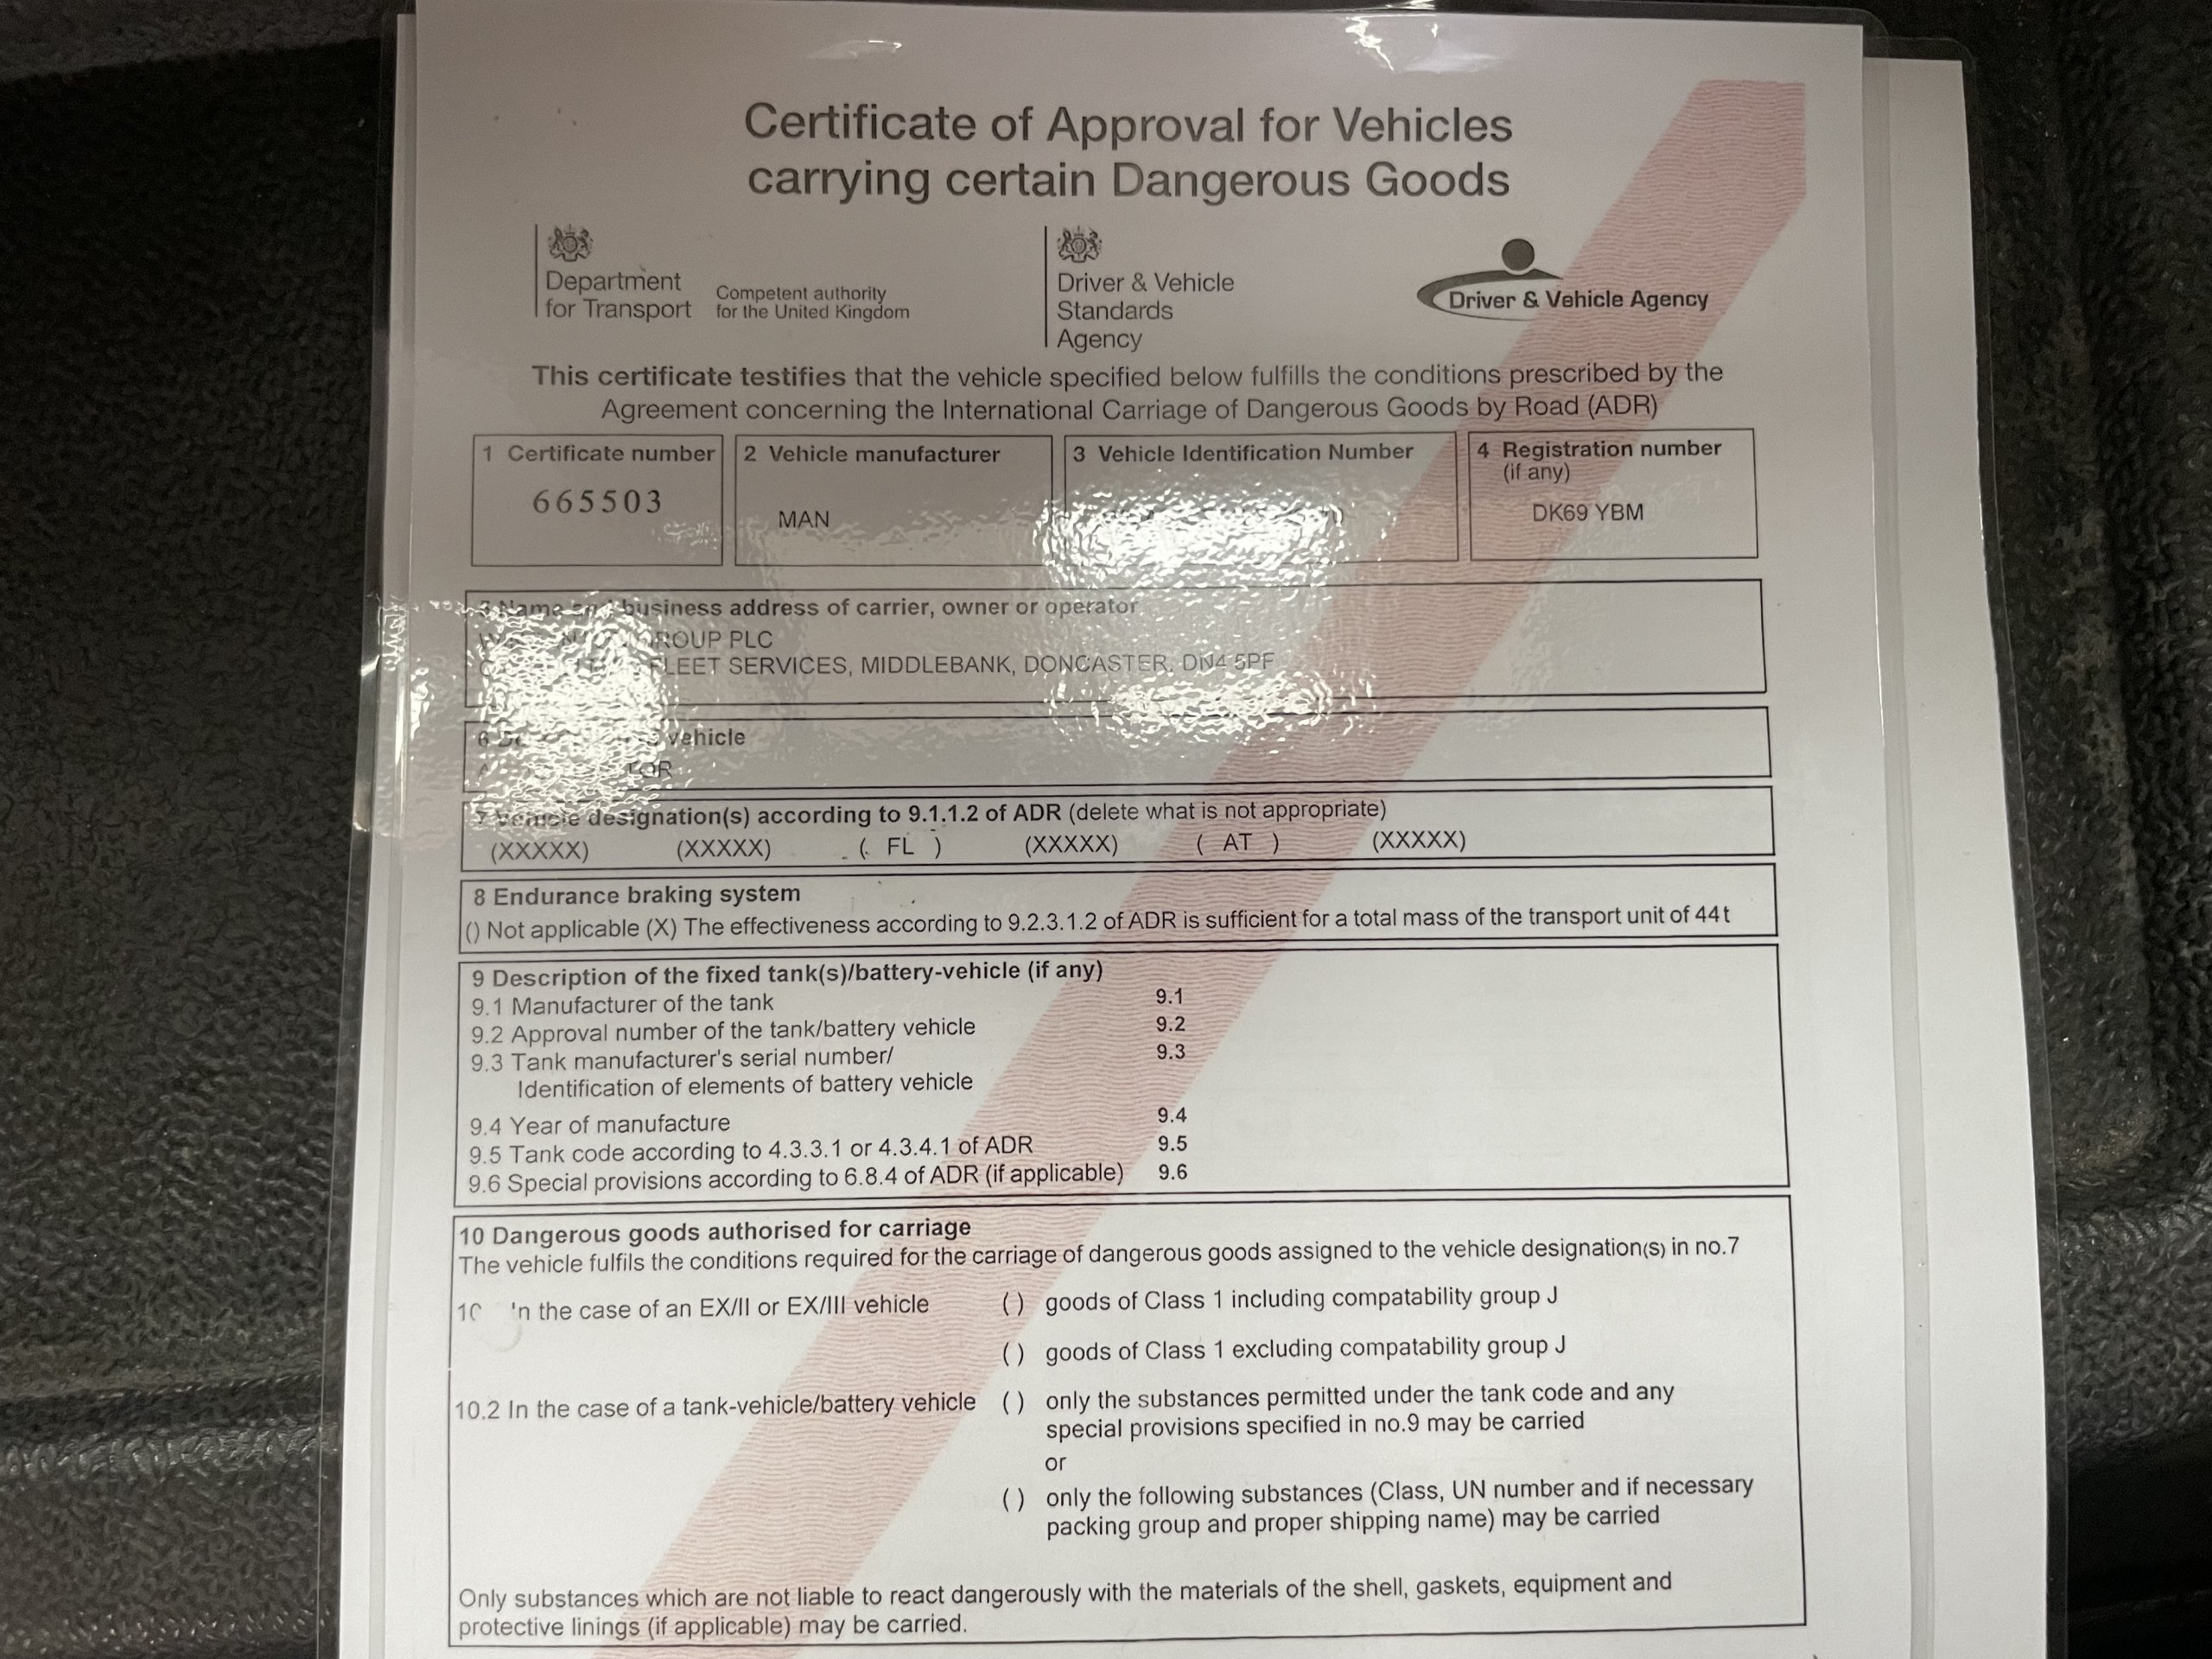 Certificate of Approval for Vehicles
carrying certain Dangerous Goods
Department
for Transport
Competent authority
for the United Kingdom
Driver & Vehicle
Standards
Agency
Driver & Vehicle Agency
This certificate testifies that the vehicle specified below fulfills the conditions prescribed by the
Agreement concerning the International Carriage of Dangerous Goods by Road (ADR)
1 Certificate number
665503
2 Vehicle manufacturer
MAN
3 Vehicle Identification Number
4 Registration number
(if any)
DK69 YBM
Name business address of carrier, owner or operator
PLC
FLEET SERVICES, MIDDLEBANK, DONCASTER, DN4 5PF
6 vehicle
7 Vehicle designation(s) according to 9.1.1.2 of ADR (delete what is not appropriate)
(XXXXX) (XXXXX) ( FL ) (XXXXX) ( AT ) (XXXXX)
8 Endurance braking system
() Not applicable (X) The effectiveness according to 9.2.3.1.2 of ADR is sufficient for a total mass of the transport unit of 44t
9 Description of the fixed tank(s)/battery-vehicle (if any)
9.1 Manufacturer of the tank 9.1
9.2 Approval number of the tank/battery vehicle 9.2
9.3 Tank manufacturer's serial number/ 9.3
Identification of elements of battery vehicle
9.4 Year of manufacture 9.4
9.5 Tank code according to 4.3.3.1 or 4.3.4.1 of ADR 9.5
9.6 Special provisions according to 6.8.4 of ADR (if applicable) 9.6
10 Dangerous goods authorised for carriage
The vehicle fulfils the conditions required for the carriage of dangerous goods assigned to the vehicle designation(s) in no.7
In the case of an EX/II or EX/III vehicle () goods of Class 1 including compatability group J
() goods of Class 1 excluding compatability group J
10.2 In the case of a tank-vehicle/battery vehicle () only the substances permitted under the tank code and any
special provisions specified in no.9 may be carried
or
() only the following substances (Class, UN number and if necessary
packing group and proper shipping name) may be carried
Only substances which are not liable to react dangerously with the materials of the shell, gaskets, equipment and
protective linings (if applicable) may be carried.